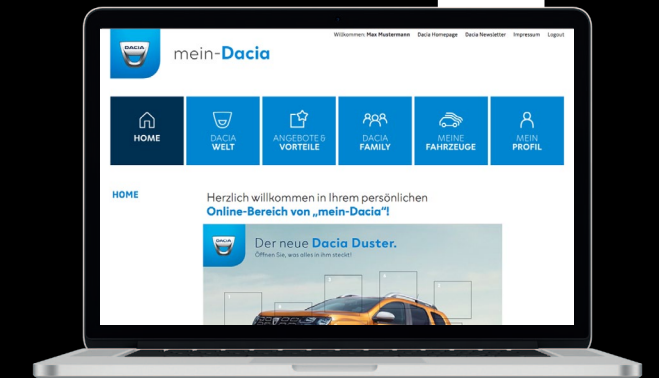 Willkommen: Max Mustermann Dacia Homepage Dacia Newsletter Impressum Logout
DACIA
mein-Dacia
HOME
DACIA
WELT
ANGEBOTE &
VORTEILE
DACIA
FAMILY
MEINE
FAHRZEUGE
MEIN
PROFIL
HOME
Herzlich willkommen in Ihrem persönlichen
Online-Bereich von „mein-Dacia“!
DACIA
Der neue Dacia Duster.
Öffnen Sie, was alles in ihm steckt!